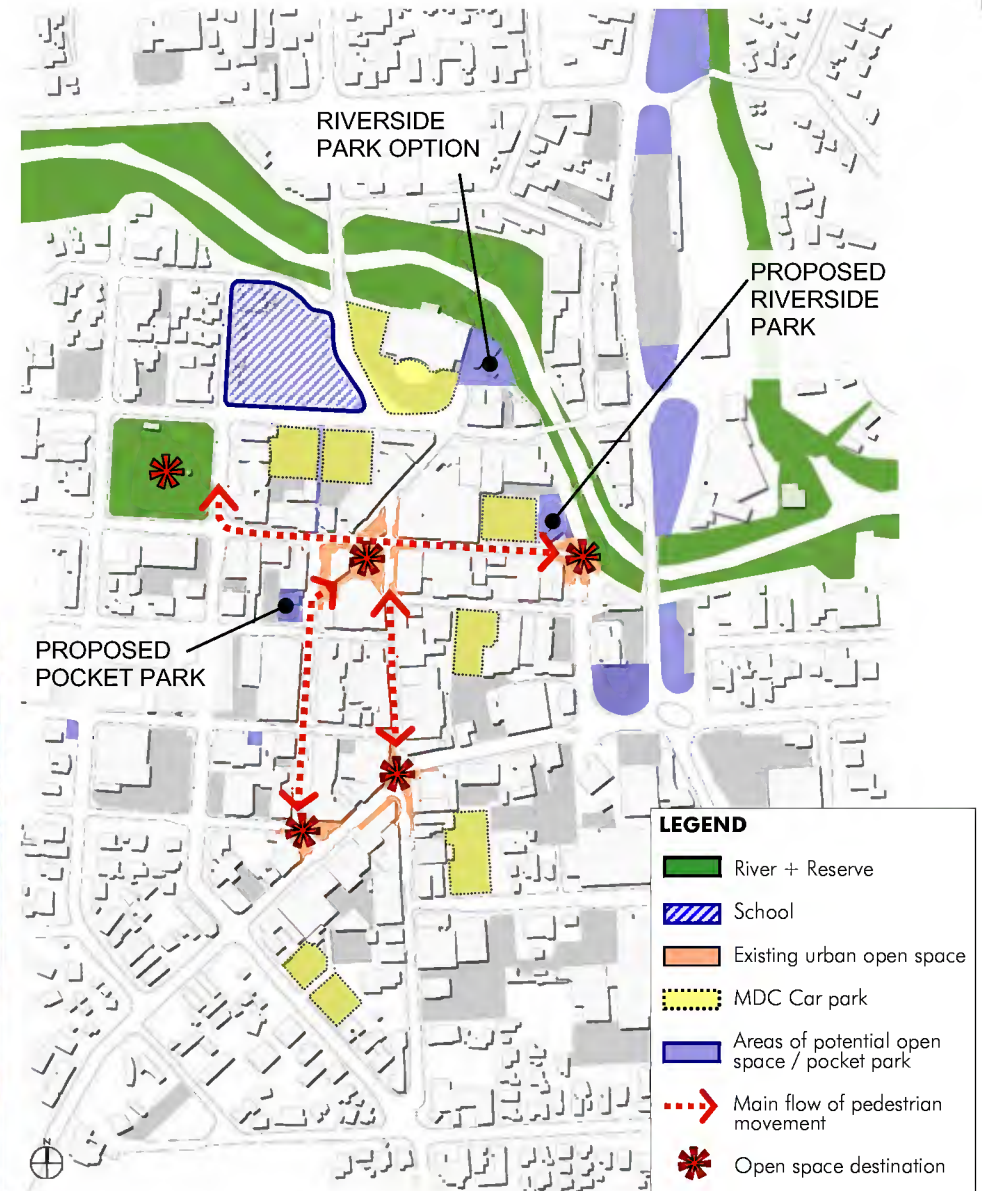 RIVERSIDE
PARK OPTION
PROPOSED
RIVERSIDE
PARK
PROPOSED
POCKET PARK
LEGEND
River + Reserve
School
Existing urban open space
MDC Car park
Areas of potential open
space / pocket park
Main flow of pedestrian
movement
Open space destination
N